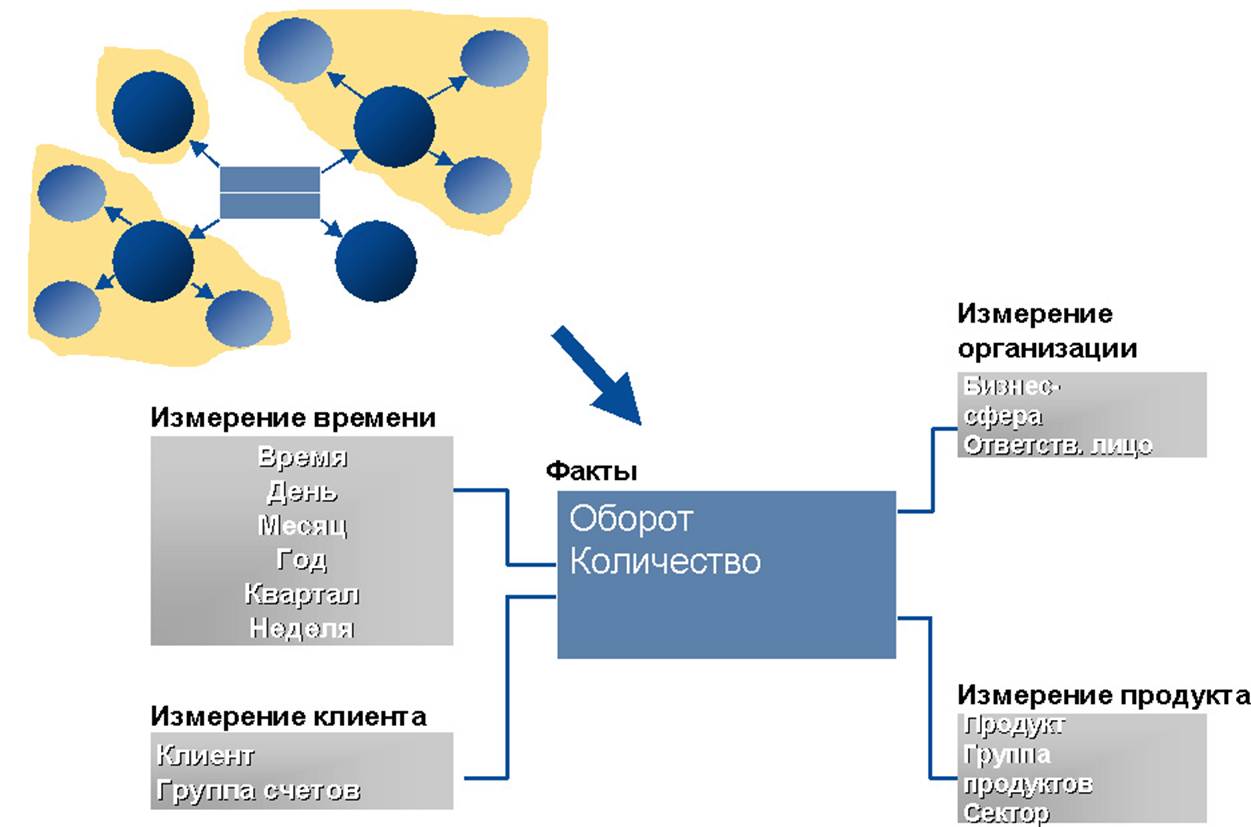 Измерение времени
Время
День
Месяц
Год
Квартал
Неделя
Измерение клиента
Клиент
Группа счетов
Факты
Оборот
Количество
Измерение
организации
Бизнес-
сфера
Ответств. лицо
Измерение продукта
Продукт
Группа
продуктов
Сектор